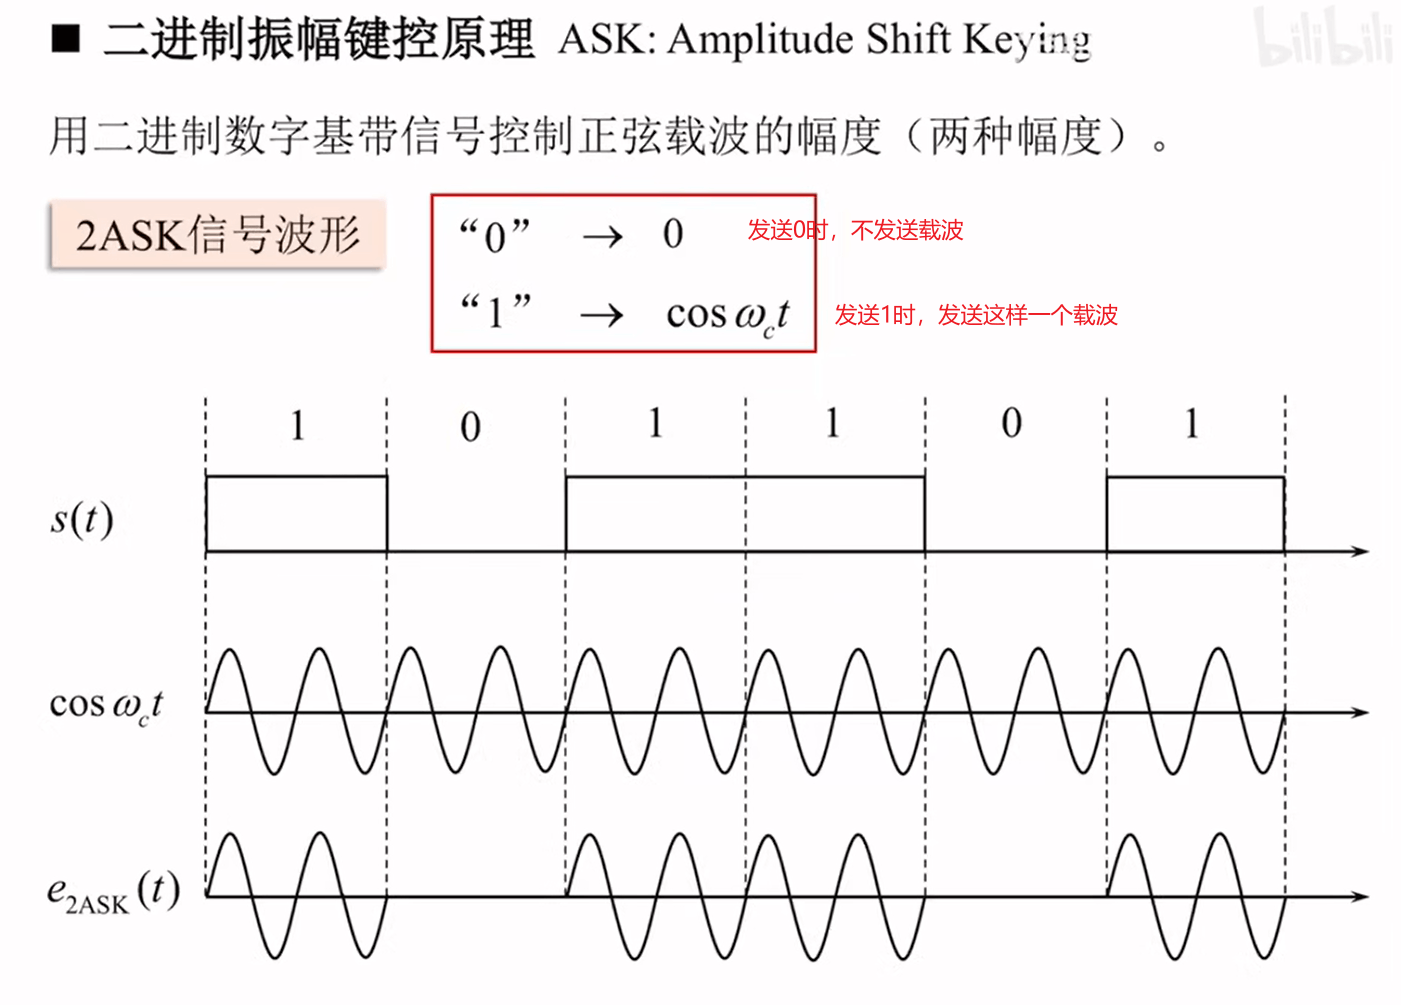 ■ 二进制振幅键控原理 ASK: Amplitude Shift Keying
bilibili
用二进制数字基带信号控制正弦载波的幅度（两种幅度）。
2ASK信号波形
“0” → 0 发送0时，不发送载波
“1” → cos ω_c t 发送1时，发送这样一个载波
1 0 1 1 0 1
s(t)
cos ω_c t
e_2ASK (t)